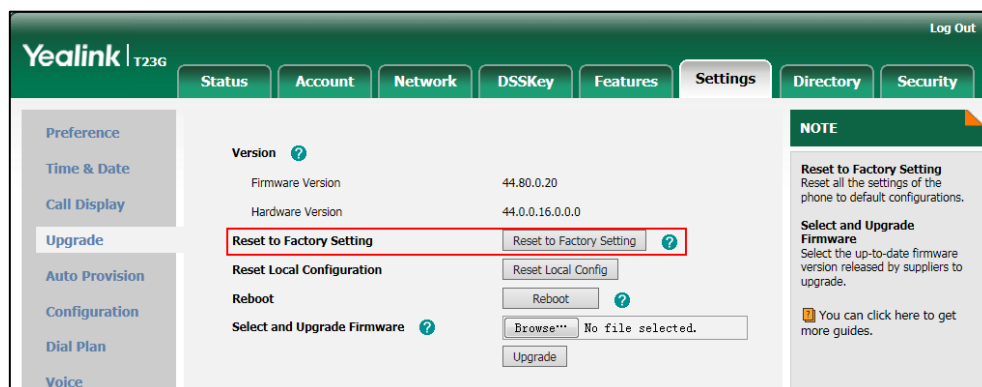 Log Out
Yealink | T23G
Status Account Network DSSKey Features Settings Directory Security
Preference
Time & Date
Call Display
Upgrade
Auto Provision
Configuration
Dial Plan
Voice
Version ?
Firmware Version 44.80.0.20
Hardware Version 44.0.0.16.0.0.0
Reset to Factory Setting Reset to Factory Setting ?
Reset Local Configuration Reset Local Config
Reboot Reboot ?
Select and Upgrade Firmware ? Browse··· No file selected.
Upgrade
NOTE
Reset to Factory Setting
Reset all the settings of the
phone to default configurations.
Select and Upgrade
Firmware
Select the up-to-date firmware
version released by suppliers to
upgrade.
? You can click here to get
more guides.